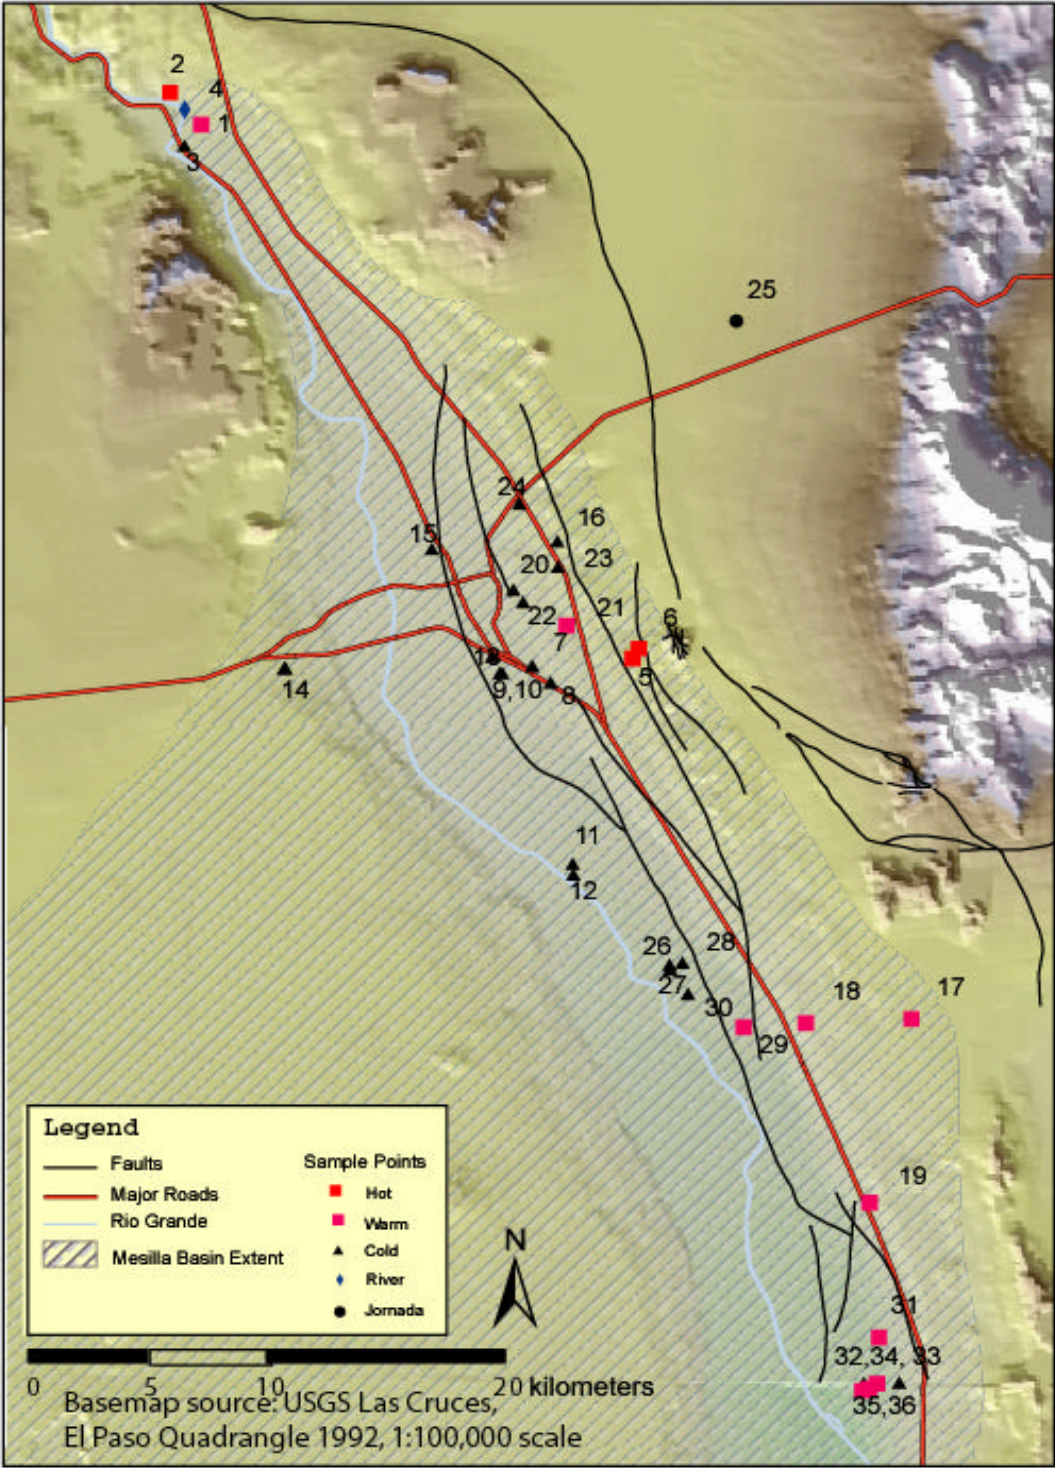 2
4
1
3
25
24
16
15
20
23
22
21
7
6
5
13
9,10
8
14
11
12
26
28
27
30
29
18
17
19
31
32,34, 33
35,36
Legend
Faults
Major Roads
Rio Grande
Mesilla Basin Extent
Sample Points
Hot
Warm
Cold
River
Jornada
N
0 5 10 20 kilometers
Basemap source: USGS Las Cruces,
El Paso Quadrangle 1992, 1:100,000 scale